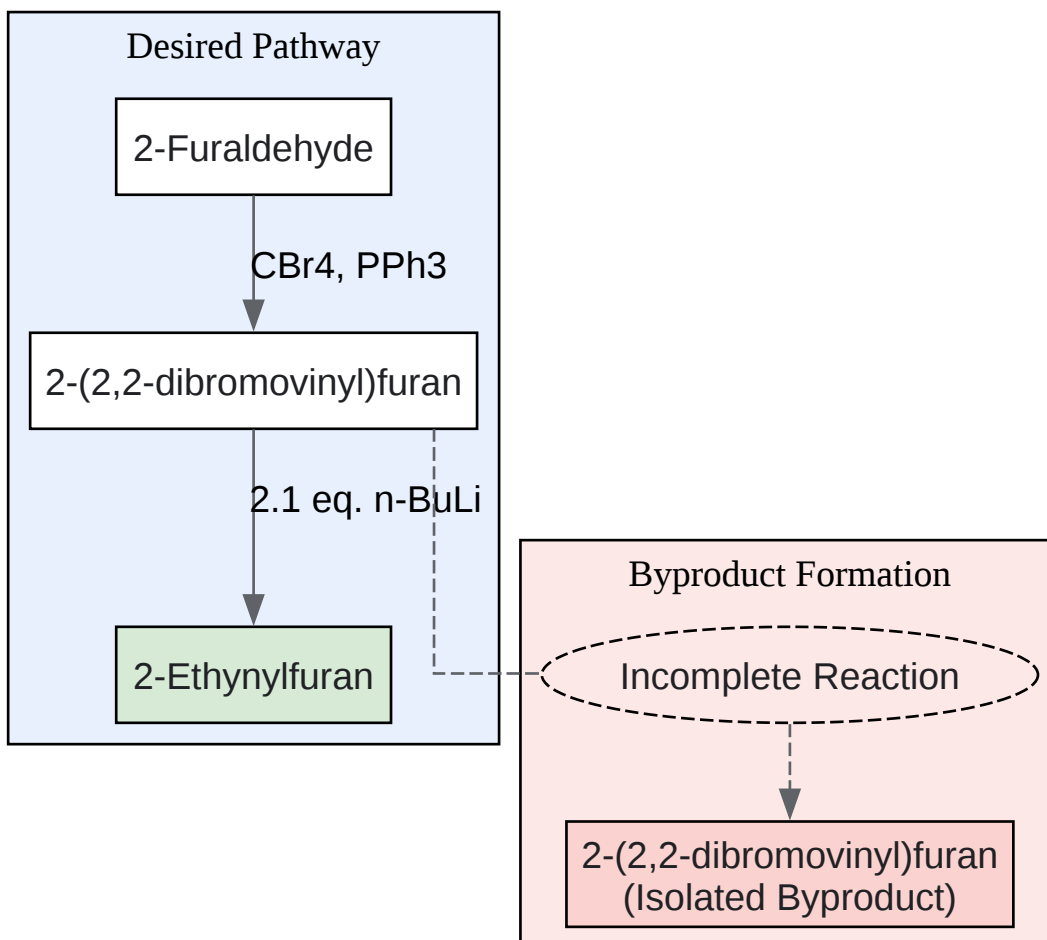 Desired Pathway
2-Furaldehyde
CBr4, PPh3
2-(2,2-dibromovinyl)furan
2.1 eq. n-BuLi
2-Ethynylfuran
Byproduct Formation
Incomplete Reaction
2-(2,2-dibromovinyl)furan
(Isolated Byproduct)